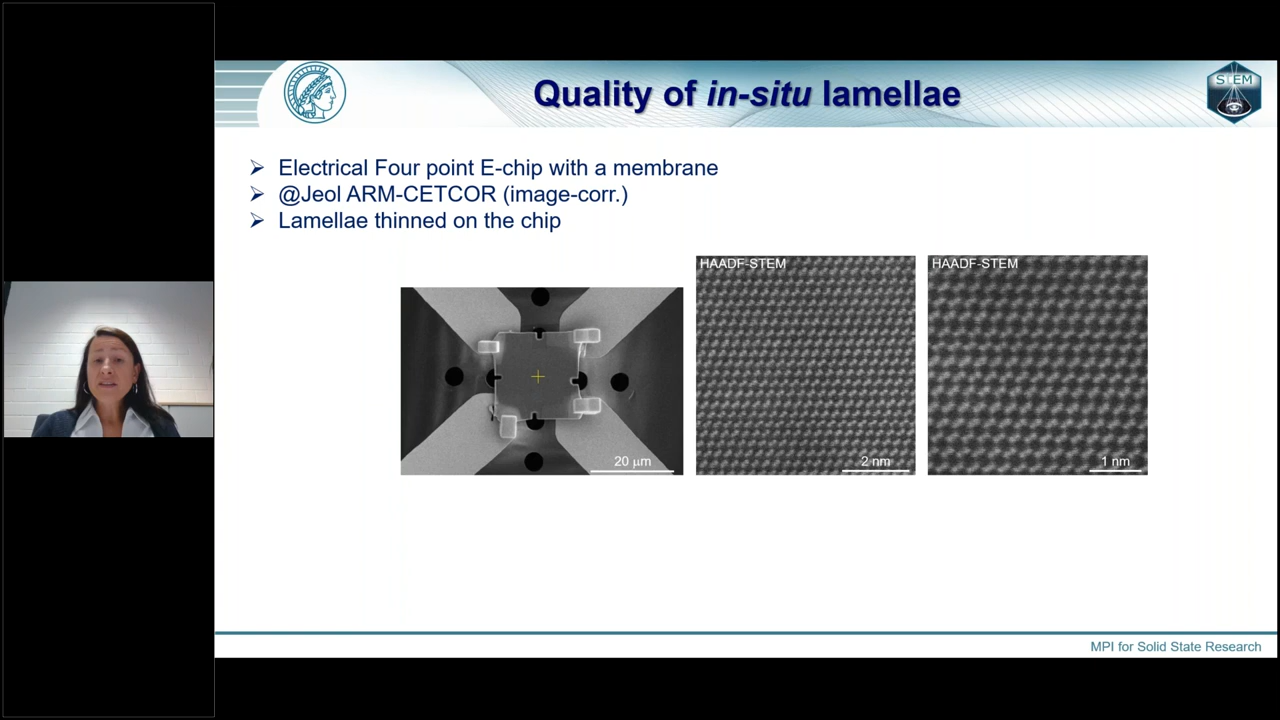 STEM
Quality of in-situ lamellae
Electrical Four point E-chip with a membrane
@Jeol ARM-CETCOR (image-corr.)
Lamellae thinned on the chip
20 μm
HAADF-STEM
2 nm
HAADF-STEM
1 nm
MPI for Solid State Research